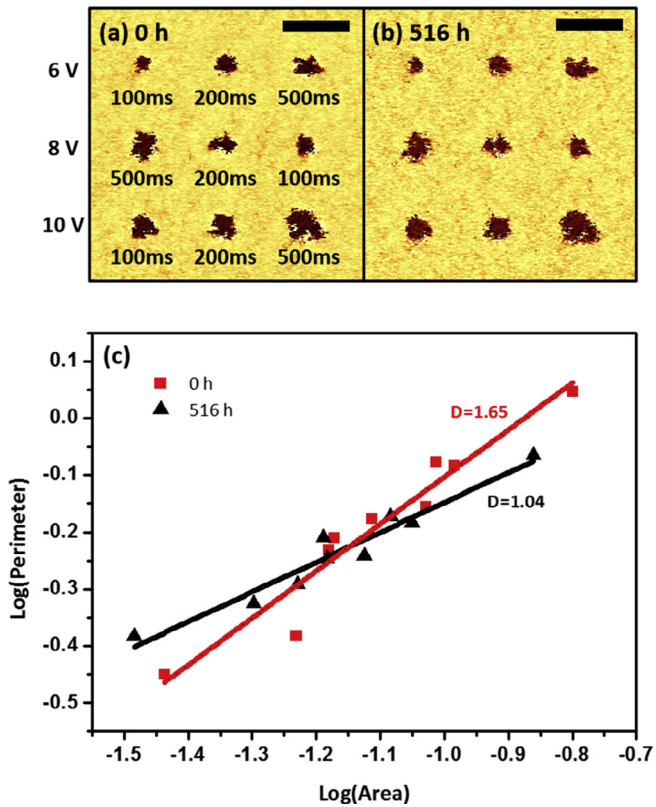 (a) 0 h
(b) 516 h
6 V
100ms 200ms 500ms
8 V
500ms 200ms 100ms
10 V
100ms 200ms 500ms
(c)
0 h
516 h
D=1.65
D=1.04
0.1
0.0
-0.1
-0.2
-0.3
-0.4
-0.5
Log(Perimeter)
-1.5 -1.4 -1.3 -1.2 -1.1 -1.0 -0.9 -0.8 -0.7
Log(Area)